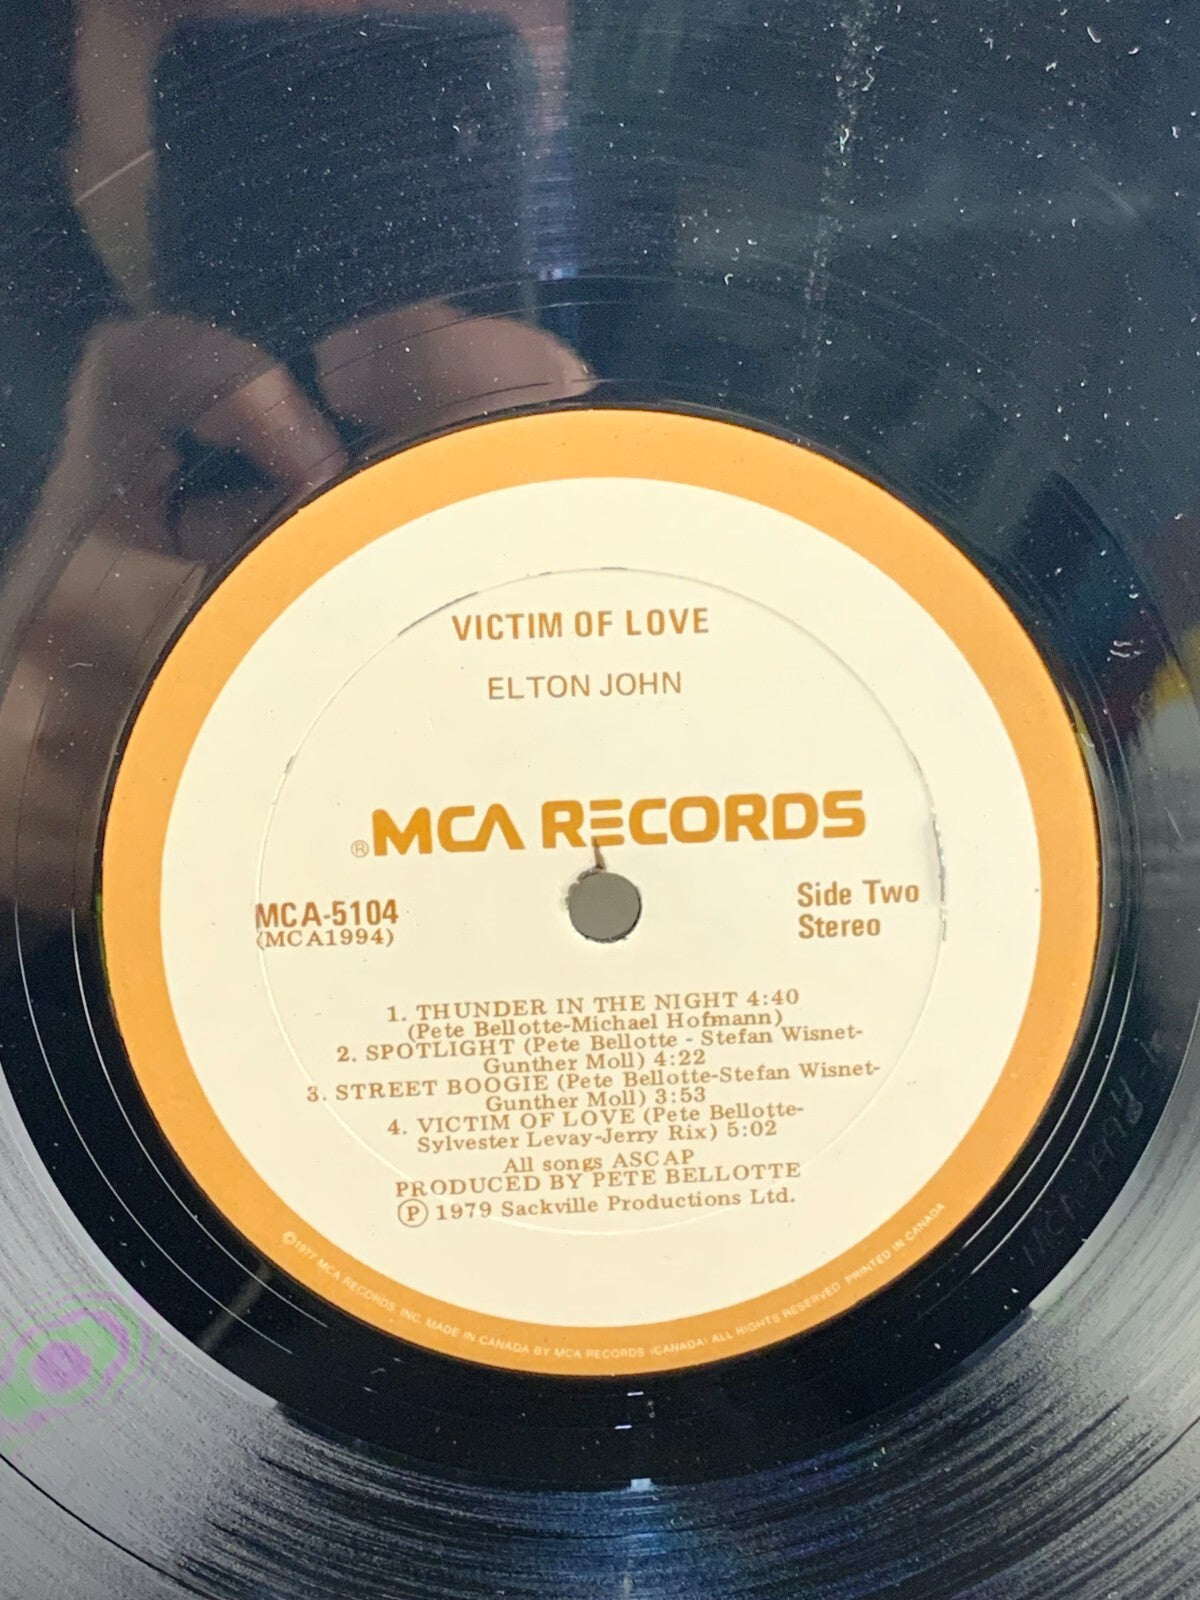 VICTIM OF LOVE
ELTON JOHN
®MCA RECORDS
MCA-5104
(MCA1994)
Side Two
Stereo
1. THUNDER IN THE NIGHT 4:40
(Pete Bellotte-Michael Hofmann)
2. SPOTLIGHT (Pete Bellotte - Stefan Wisnet-
Gunther Moll) 4:22
3. STREET BOOGIE (Pete Bellotte-Stefan Wisnet-
Gunther Moll) 3:53
4. VICTIM OF LOVE (Pete Bellotte-
Sylvester Levay-Jerry Rix) 5:02
All songs ASCAP
PRODUCED BY PETE BELLOTTE
Ⓟ 1979 Sackville Productions Ltd.
©1977 MCA RECORDS INC. MADE IN CANADA BY MCA RECORDS (CANADA) ALL RIGHTS RESERVED PRINTED IN CANADA